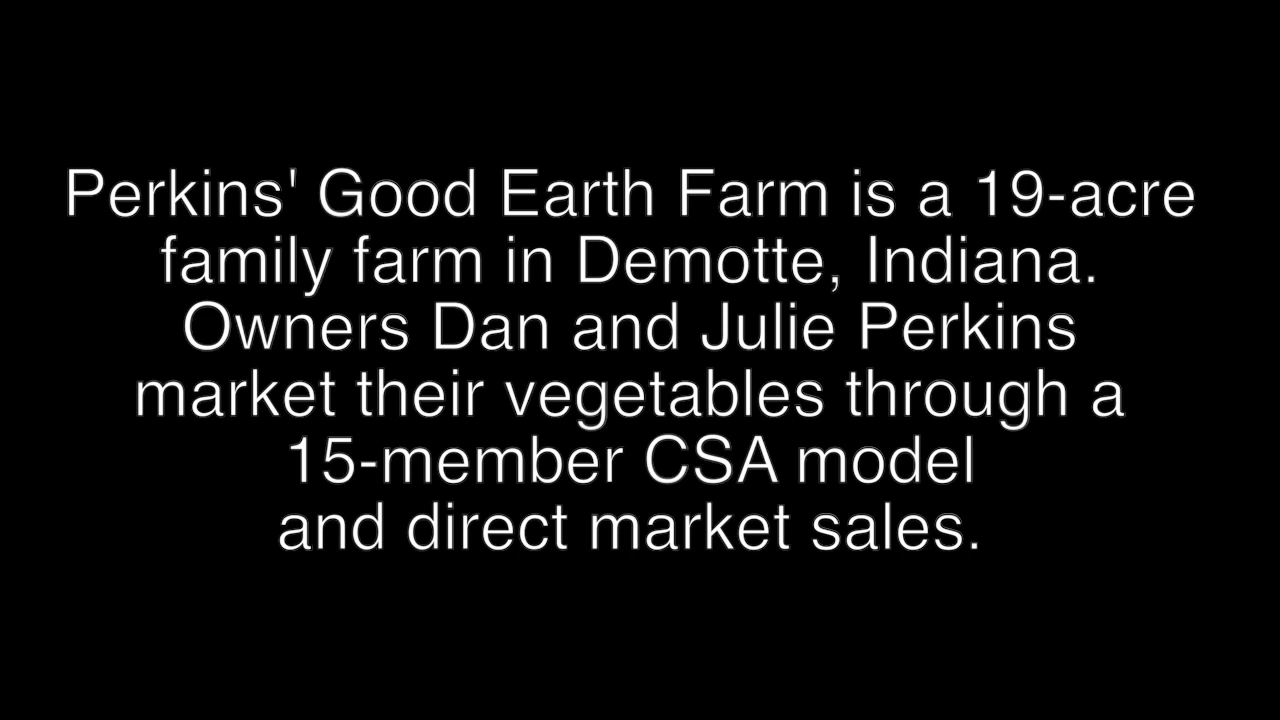 Perkins' Good Earth Farm is a 19-acre
family farm in Demotte, Indiana.
Owners Dan and Julie Perkins
market their vegetables through a
15-member CSA model
and direct market sales.